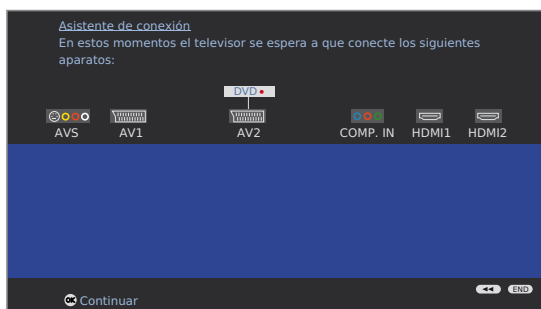 Asistente de conexión
En estos momentos el televisor se espera a que conecte los siguientes
aparatos:
DVD
AVS AV1 AV2 COMP. IN HDMI1 HDMI2
END
OK Continuar